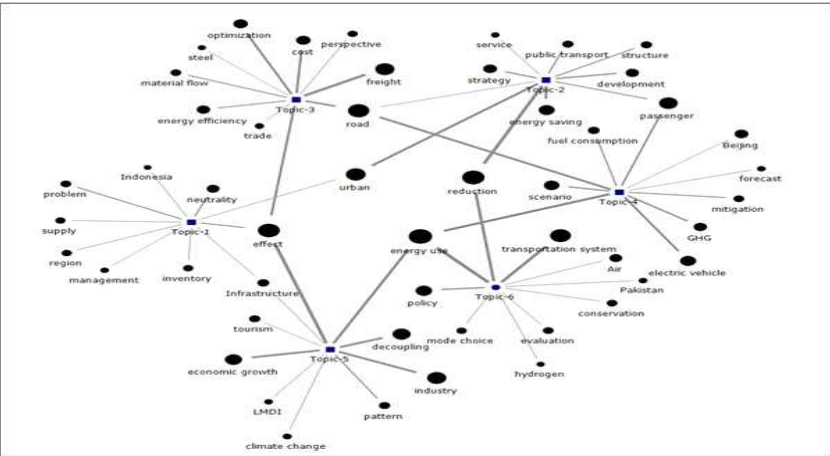 optimization
service
cost
perspective
public transport
structure
steel
material flow
freight
strategy
development
Topic-3
Topic-2
energy efficiency
road
energy saving
passenger
trade
fuel consumption
Beijing
Indonesia
problem
neutrality
urban
reduction
scenario
forecast
Topic-4
mitigation
supply
Topic-1
effect
energy use
transportation system
GHG
region
management
inventory
Air
electric vehicle
Infrastructure
policy
Topic-6
Pakistan
conservation
tourism
decoupling
mode choice
evaluation
Topic-5
economic growth
industry
hydrogen
LMDI
pattern
climate change